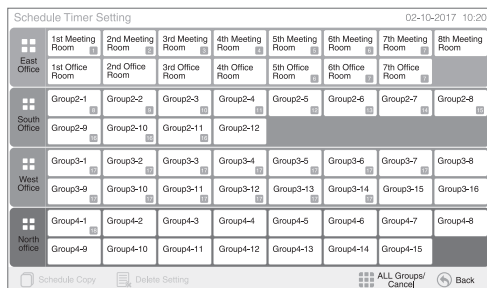 Schedule Timer Setting 02-10-2017 10:20
East Office
1st Meeting Room 2nd Meeting Room 3rd Meeting Room 4th Meeting Room 5th Meeting Room 6th Meeting Room 7th Meeting Room 8th Meeting Room
1st Office Room 2nd Office Room 3rd Office Room 4th Office Room 5th Office Room 6th Office Room 7th Office Room
South Office
Group2-1 Group2-2 Group2-3 Group2-4 Group2-5 Group2-6 Group2-7 Group2-8
Group2-9 Group2-10 Group2-11 Group2-12
West Office
Group3-1 Group3-2 Group3-3 Group3-4 Group3-5 Group3-6 Group3-7 Group3-8
Group3-9 Group3-10 Group3-11 Group3-12 Group3-13 Group3-14 Group3-15 Group3-16
North office
Group4-1 Group4-2 Group4-3 Group4-4 Group4-5 Group4-6 Group4-7 Group4-8
Group4-9 Group4-10 Group4-11 Group4-12 Group4-13 Group4-14 Group4-15
Schedule Copy Delete Setting ALL Groups/ Cancel Back